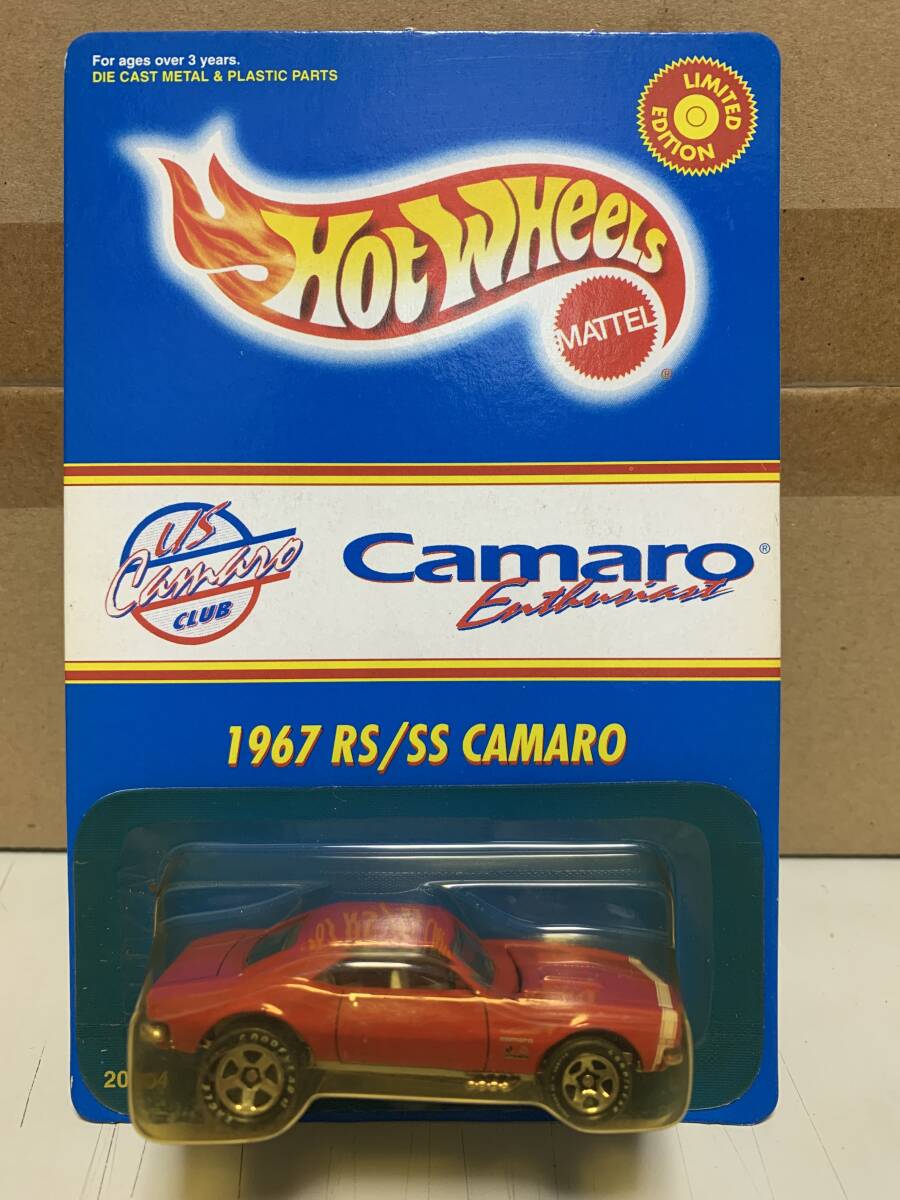 For ages over 3 years.
DIE CAST METAL & PLASTIC PARTS
LIMITED
EDITION
Hot Wheels
MATTEL
®
US
Camaro
CLUB
Camaro®
Enthusiast
1967 RS/SS CAMARO